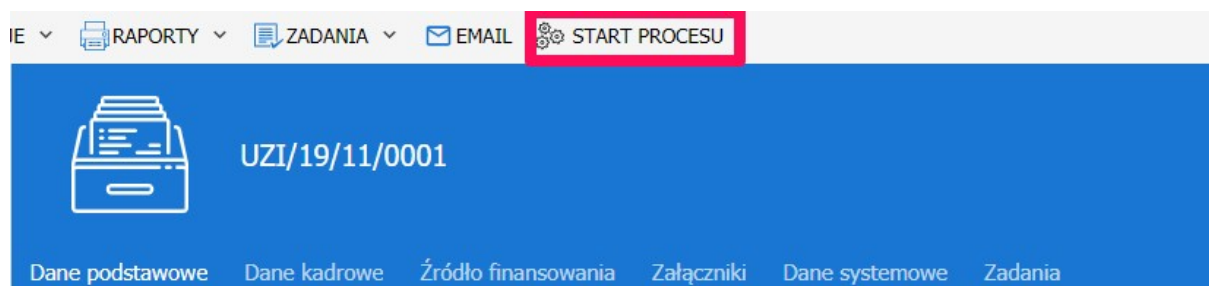 JE RAPORTY ZADANIA EMAIL START PROCESU
UZI/19/11/0001
Dane podstawowe Dane kadrowe Źródło finansowania Załączniki Dane systemowe Zadania